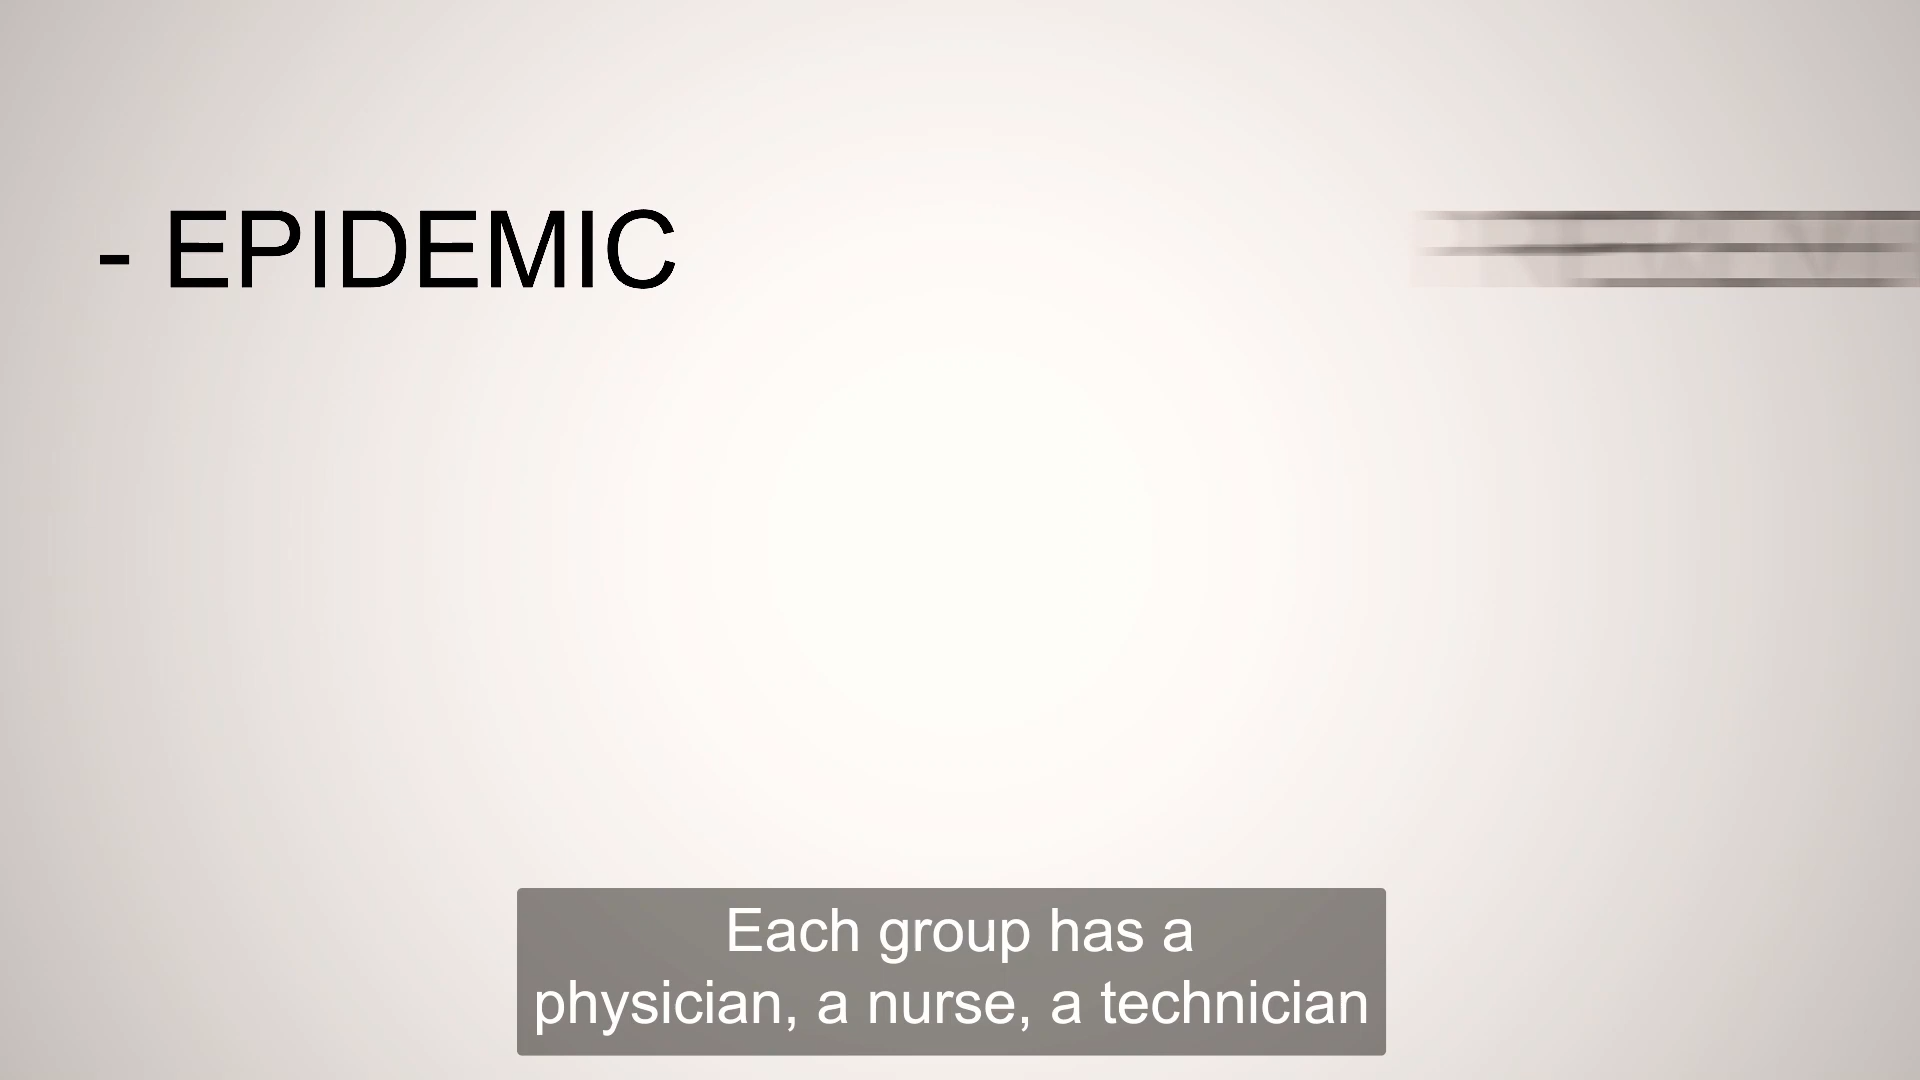 - EPIDEMIC
Each group has a
physician, a nurse, a technician